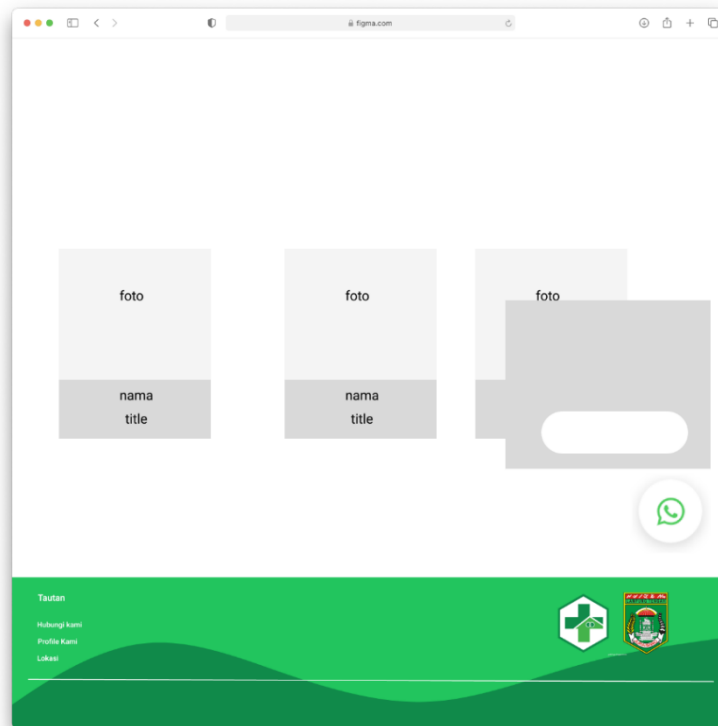 figma.com
foto
foto
foto
nama
title
nama
title
Tautan
Hubungi kami
Profile Kami
Lokasi